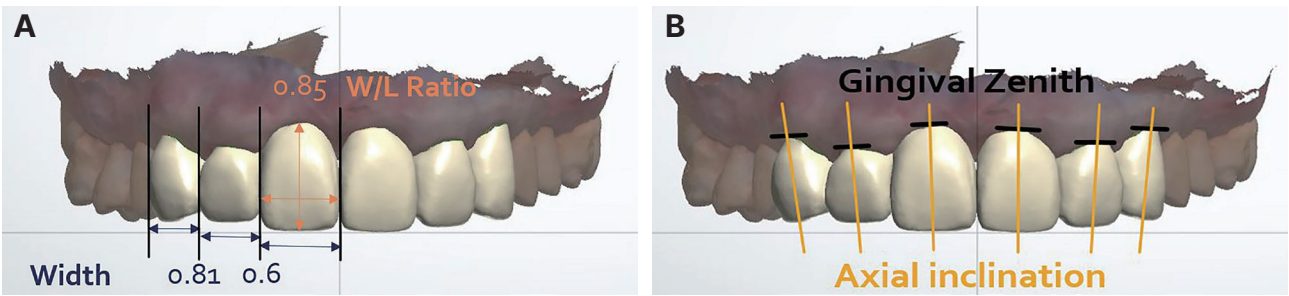 A
0.85 W/L Ratio
Width 0.81 0.6
B
Gingival Zenith
Axial inclination